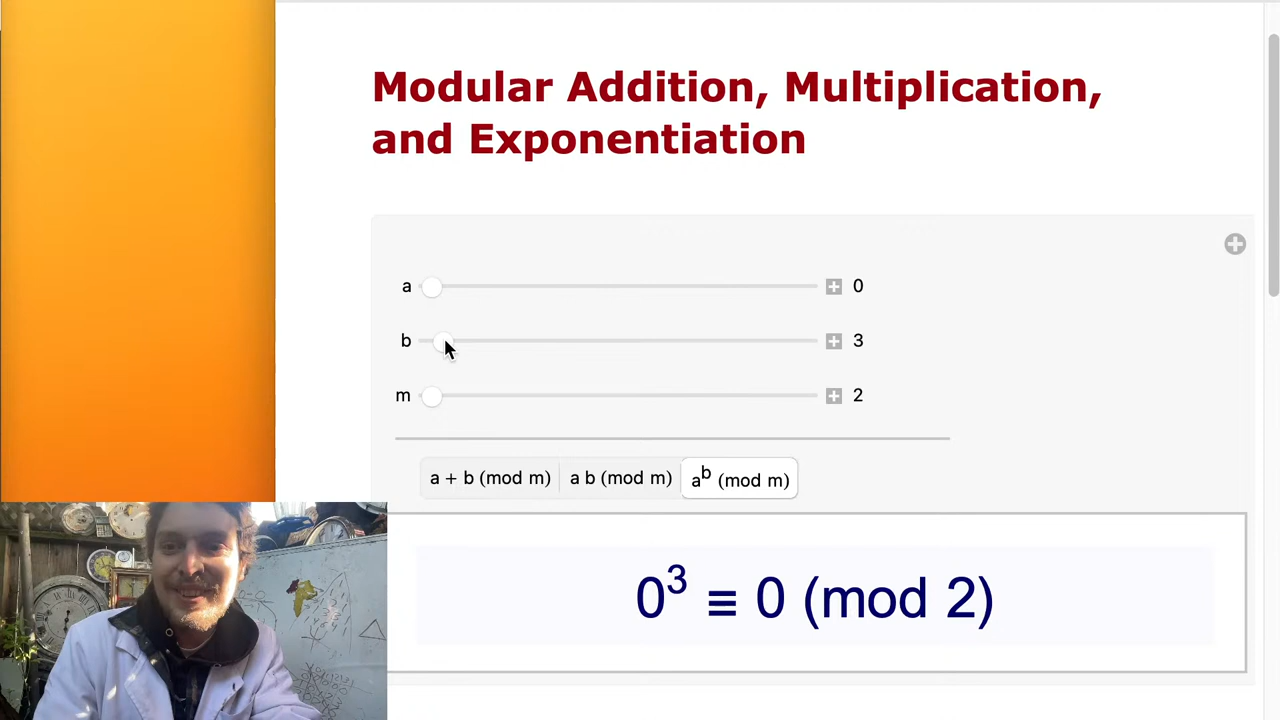 Modular Addition, Multiplication,
and Exponentiation
a 0
b 3
m 2
a + b (mod m) a b (mod m) a^b (mod m)
0^3 ≡ 0 (mod 2)